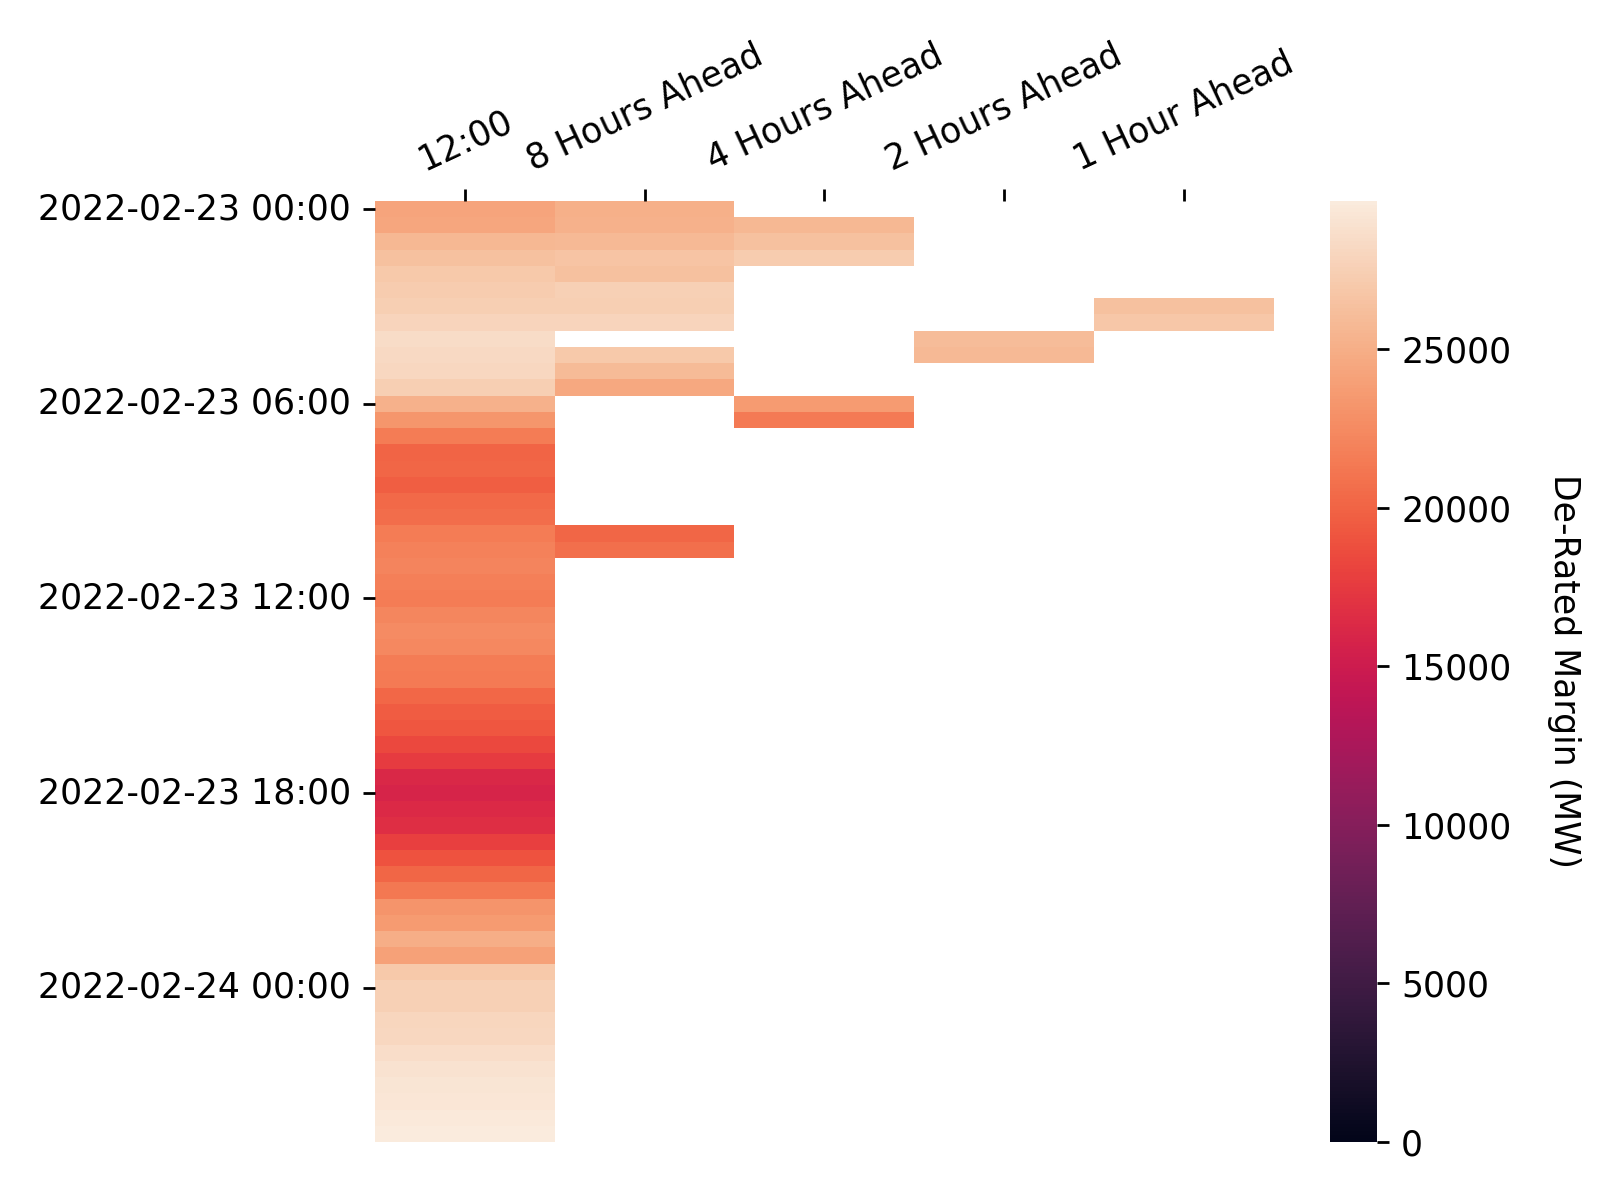 12:00
8 Hours Ahead
4 Hours Ahead
2 Hours Ahead
1 Hour Ahead
2022-02-23 00:00
2022-02-23 06:00
2022-02-23 12:00
2022-02-23 18:00
2022-02-24 00:00
25000
20000
15000
10000
5000
0
De-Rated Margin (MW)